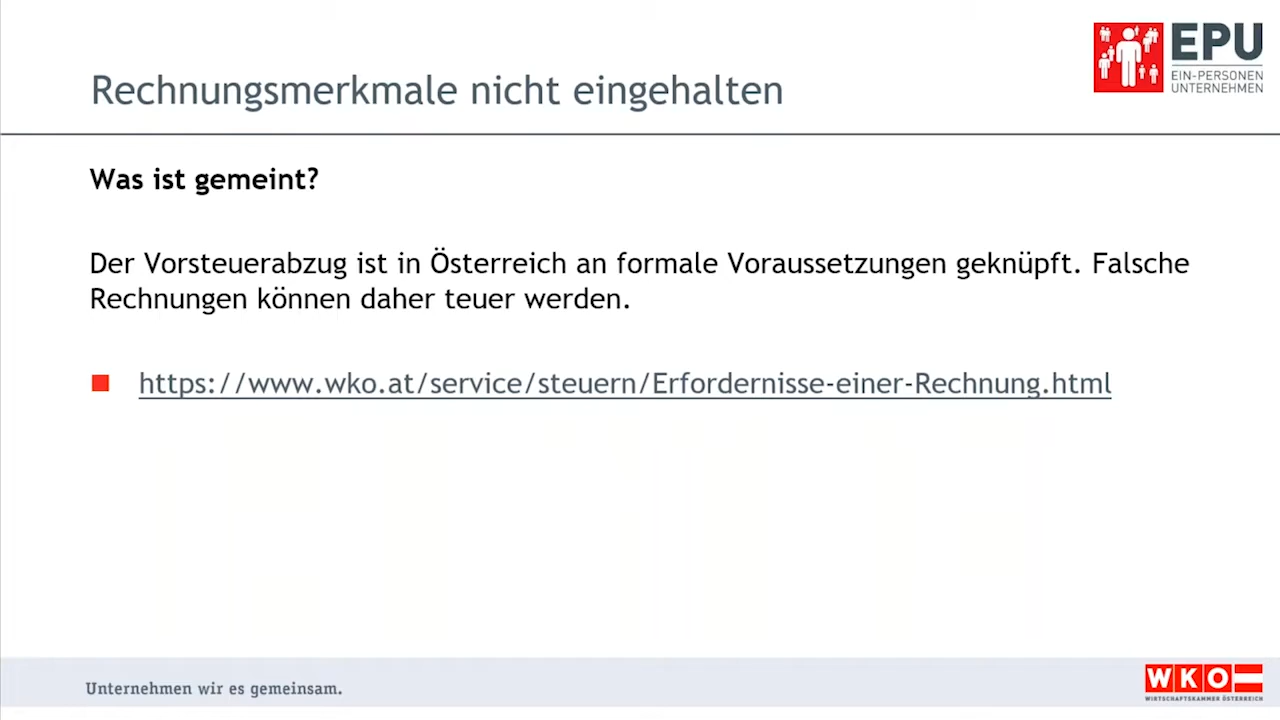 Rechnungsmerkmale nicht eingehalten
EPU
EIN-PERSONEN
UNTERNEHMEN
Was ist gemeint?
Der Vorsteuerabzug ist in Österreich an formale Voraussetzungen geknüpft. Falsche
Rechnungen können daher teuer werden.
https://www.wko.at/service/steuern/Erfordernisse-einer-Rechnung.html
Unternehmen wir es gemeinsam.
WKO
WIRTSCHAFTSKAMMER ÖSTERREICH